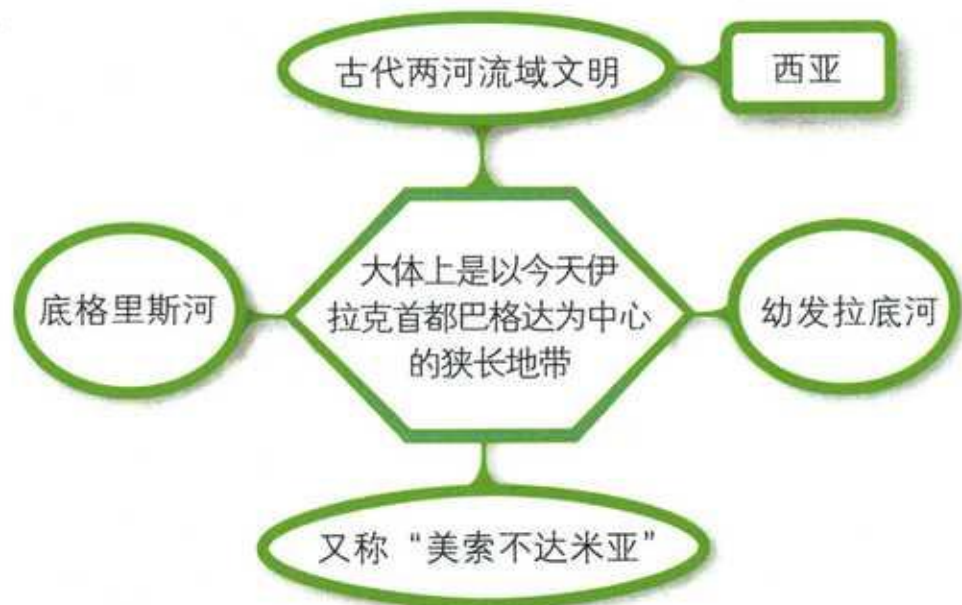 古代两河流域文明
西亚
大体上是以今天伊
拉克首都巴格达为中心
的狭长地带
底格里斯河
幼发拉底河
又称“美索不达米亚”